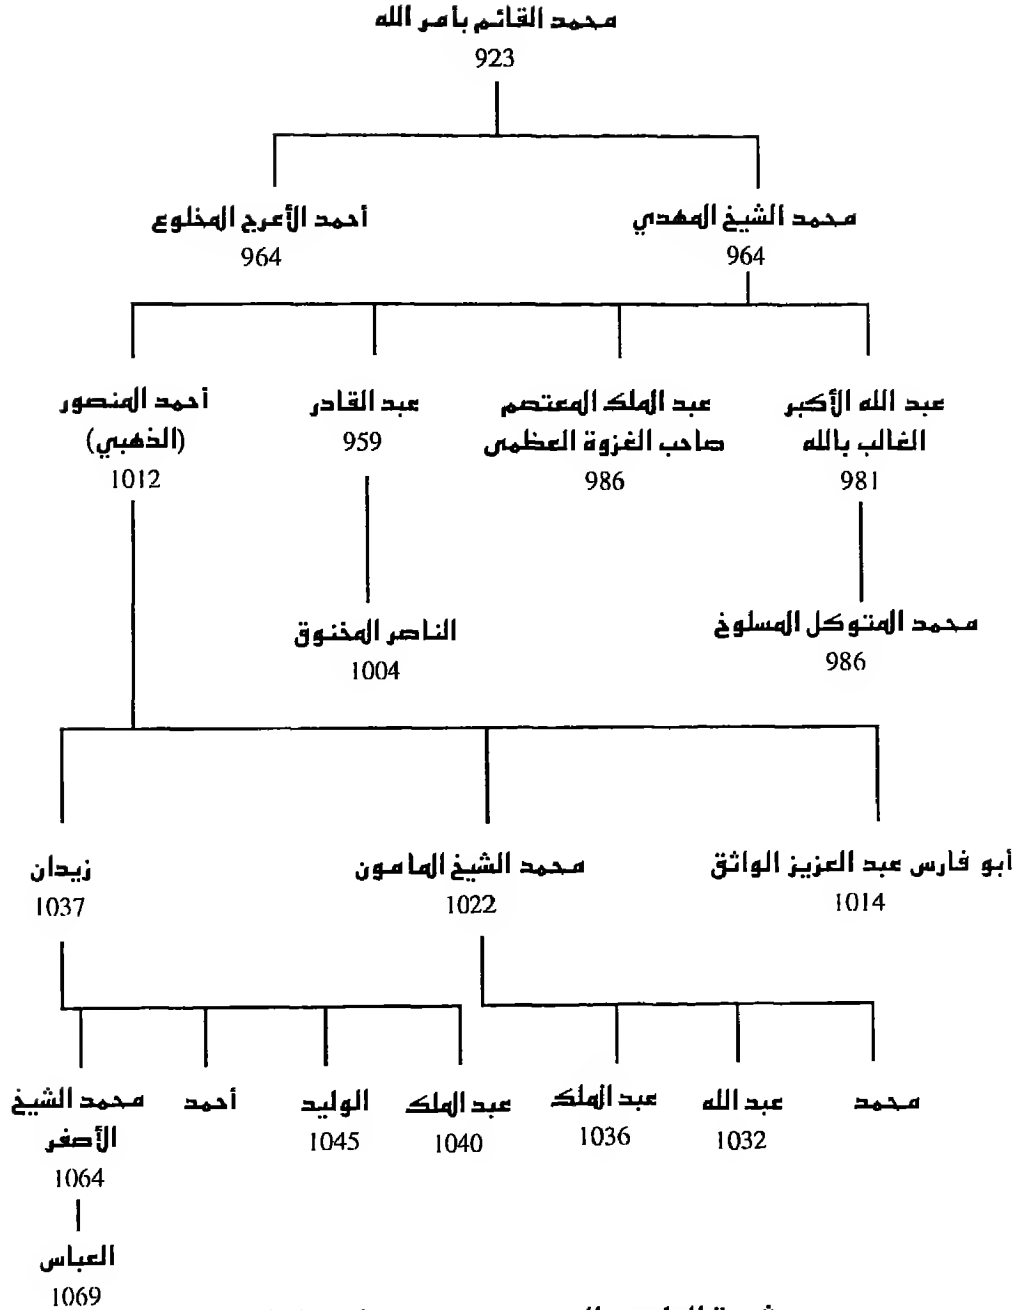 محمد القائم بأمر الله
923
محمد الشيخ المهدي
964
أحمد الأعرج المخلوع
964
عبد الله الأكبر
الغالب بالله
981
عبد الملك المعتصم
صاحب الغزوة العظمى
986
عبد القادر
959
أحمد المنصور
(الذهبي)
1012
محمد المتوكل المسلوخ
986
الناصر المخنوق
1004
أبو فارس عبد العزيز الواثق
1014
محمد الشيخ المامون
1022
زيدان
1037
محمد
عبد الله
1032
عبد الملك
1036
عبد الملك
1040
الوليد
1045
أحمد
محمد الشيخ
الأصغر
1064
العباس
1069